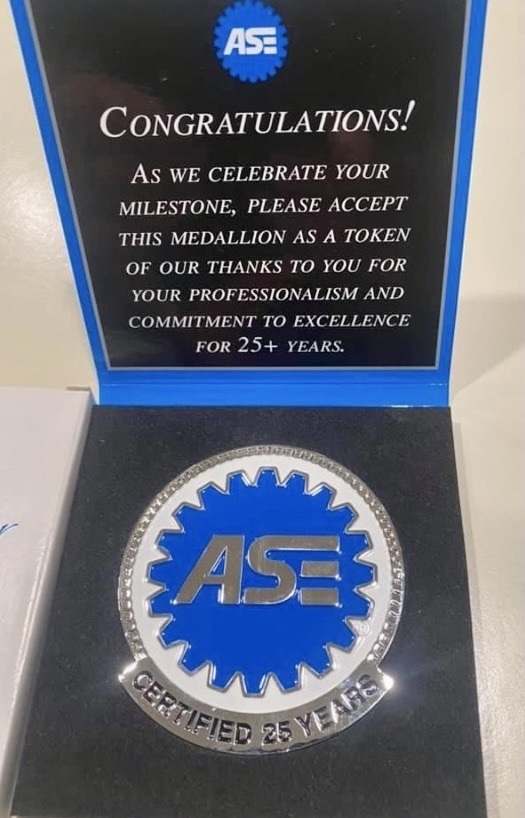 ASE
CONGRATULATIONS!
AS WE CELEBRATE YOUR
MILESTONE, PLEASE ACCEPT
THIS MEDALLION AS A TOKEN
OF OUR THANKS TO YOU FOR
YOUR PROFESSIONALISM AND
COMMITMENT TO EXCELLENCE
FOR 25+ YEARS.
ASE
CERTIFIED 25 YEARS